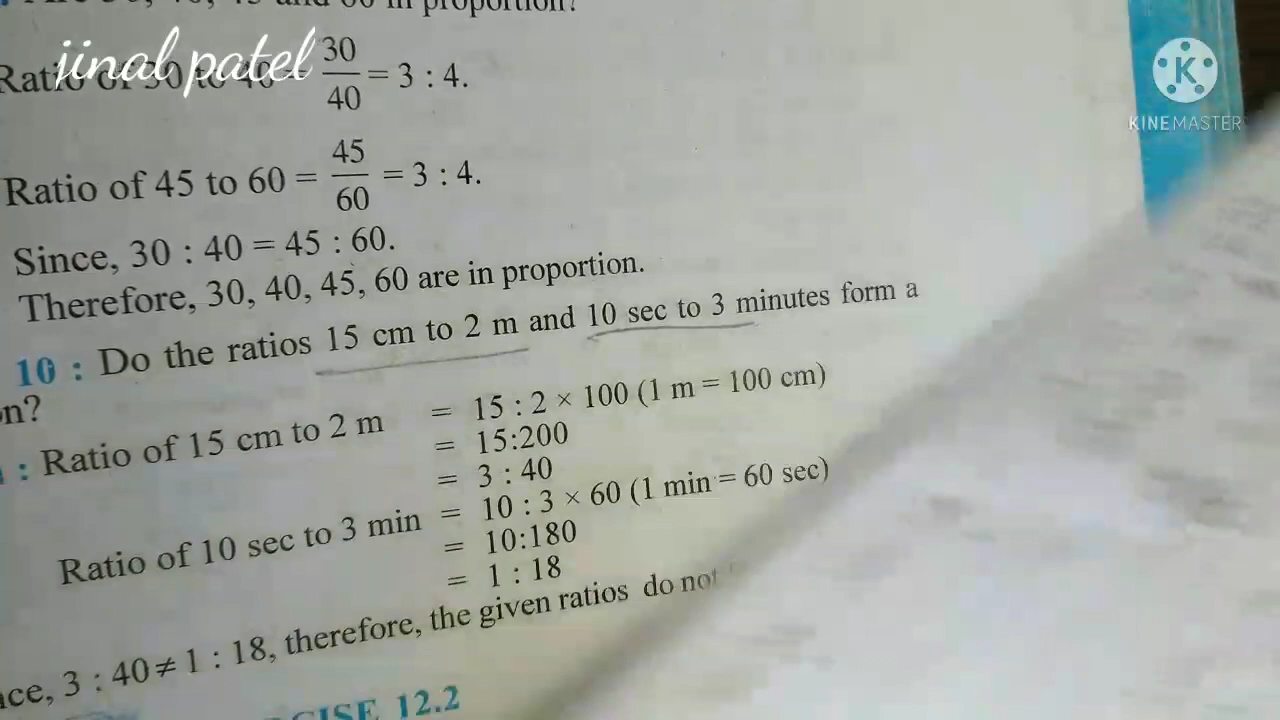 in proportion?
jinal patel
Ratio of 30 to 40 = 30/40 = 3 : 4.
KINEMASTER
Ratio of 45 to 60 = 45/60 = 3 : 4.
Since, 30 : 40 = 45 : 60.
Therefore, 30, 40, 45, 60 are in proportion.
10 : Do the ratios 15 cm to 2 m and 10 sec to 3 minutes form a
n?
: Ratio of 15 cm to 2 m = 15 : 2 × 100 (1 m = 100 cm)
= 15:200
= 3 : 40
Ratio of 10 sec to 3 min = 10 : 3 × 60 (1 min = 60 sec)
= 10:180
= 1 : 18
nce, 3 : 40 ≠ 1 : 18, therefore, the given ratios do not
CISE 12.2